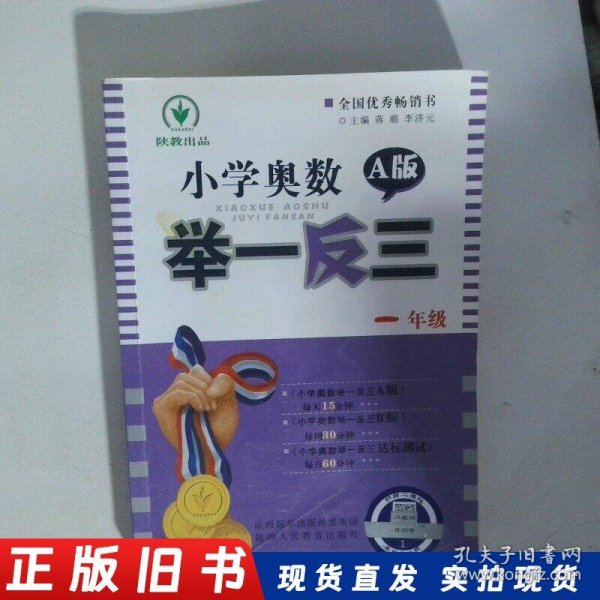 SHAANXI
陕教出品
全国优秀畅销书
主编 蒋顺 李济元
小学奥数 A版
XIAOXUE AOSHU
JUYI FANSAN
举一反三
一年级
《小学奥数举一反三A版》
每天15分钟
《小学奥数举一反三B版》
每周30分钟
《小学奥数举一反三达标测试》
每月60分钟
陕西新华出版传媒集团
陕西人民教育出版社
孔夫子旧书网
www.kongfz.com
正版旧书 现货直发 实拍现货